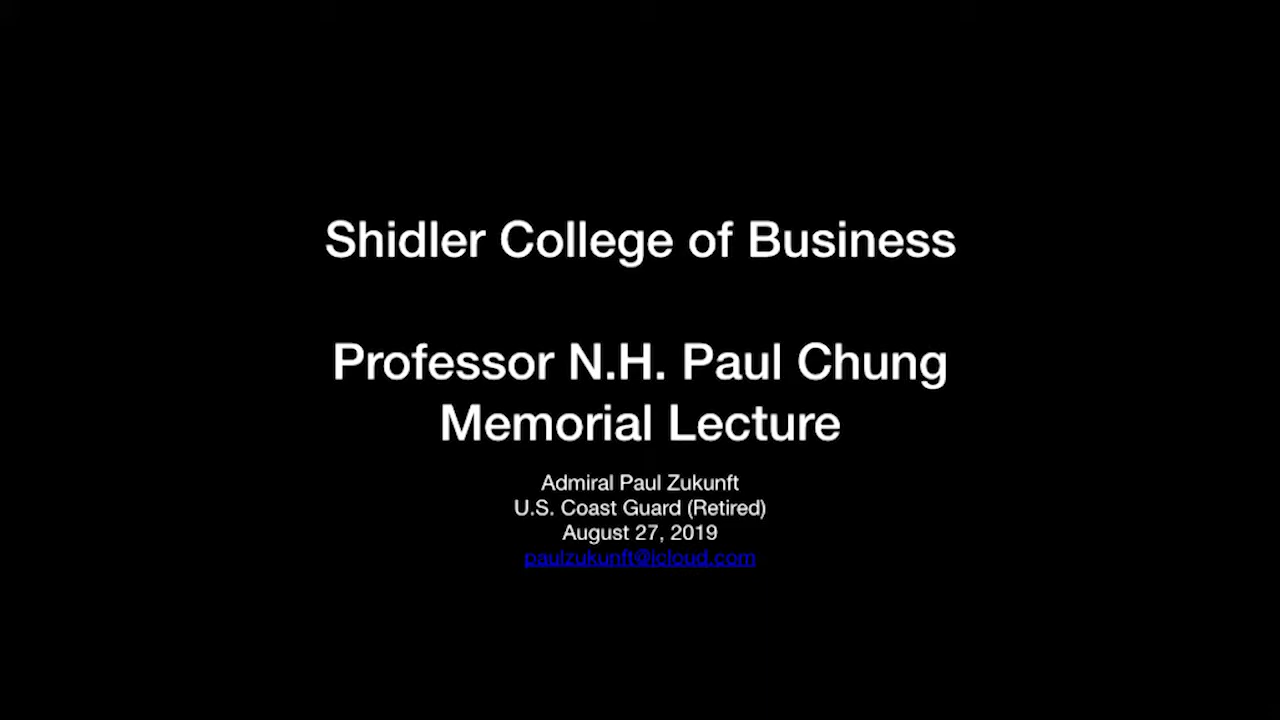 Shidler College of Business
Professor N.H. Paul Chung
Memorial Lecture
Admiral Paul Zukunft
U.S. Coast Guard (Retired)
August 27, 2019
paulzukunft@icloud.com